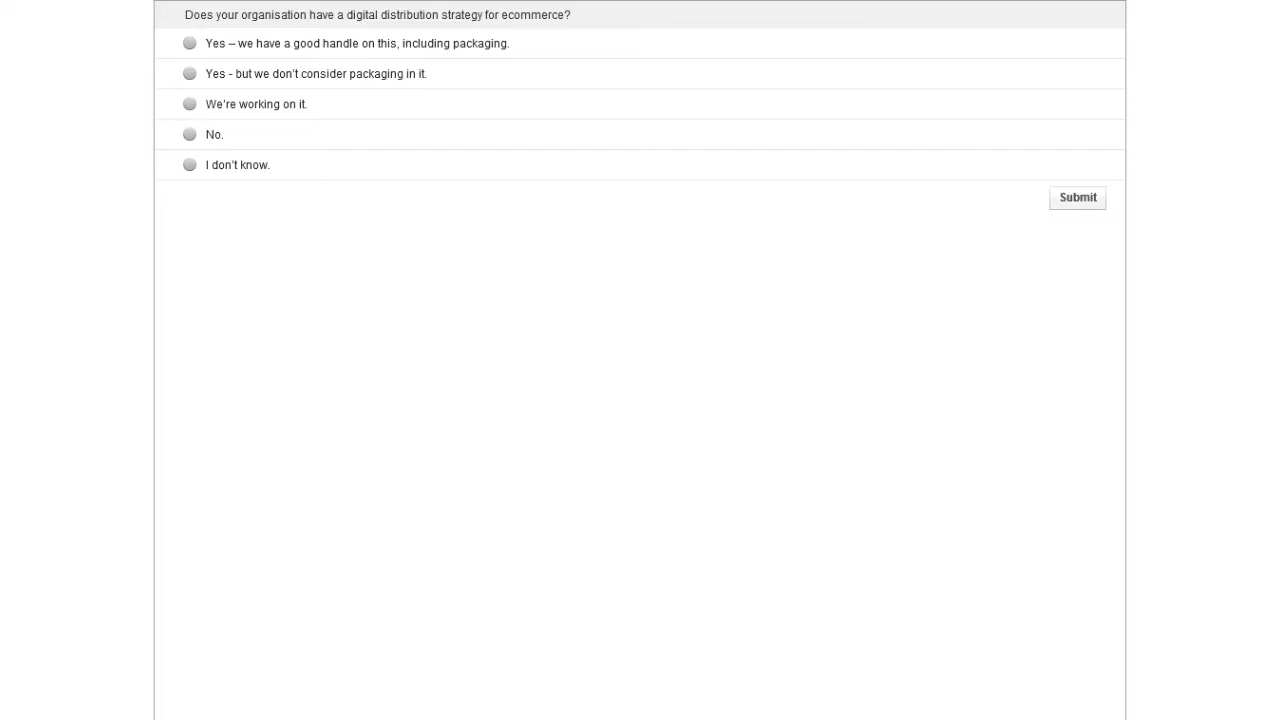 Does your organisation have a digital distribution strategy for ecommerce?
Yes – we have a good handle on this, including packaging.
Yes - but we don't consider packaging in it.
We're working on it.
No.
I don't know.
Submit